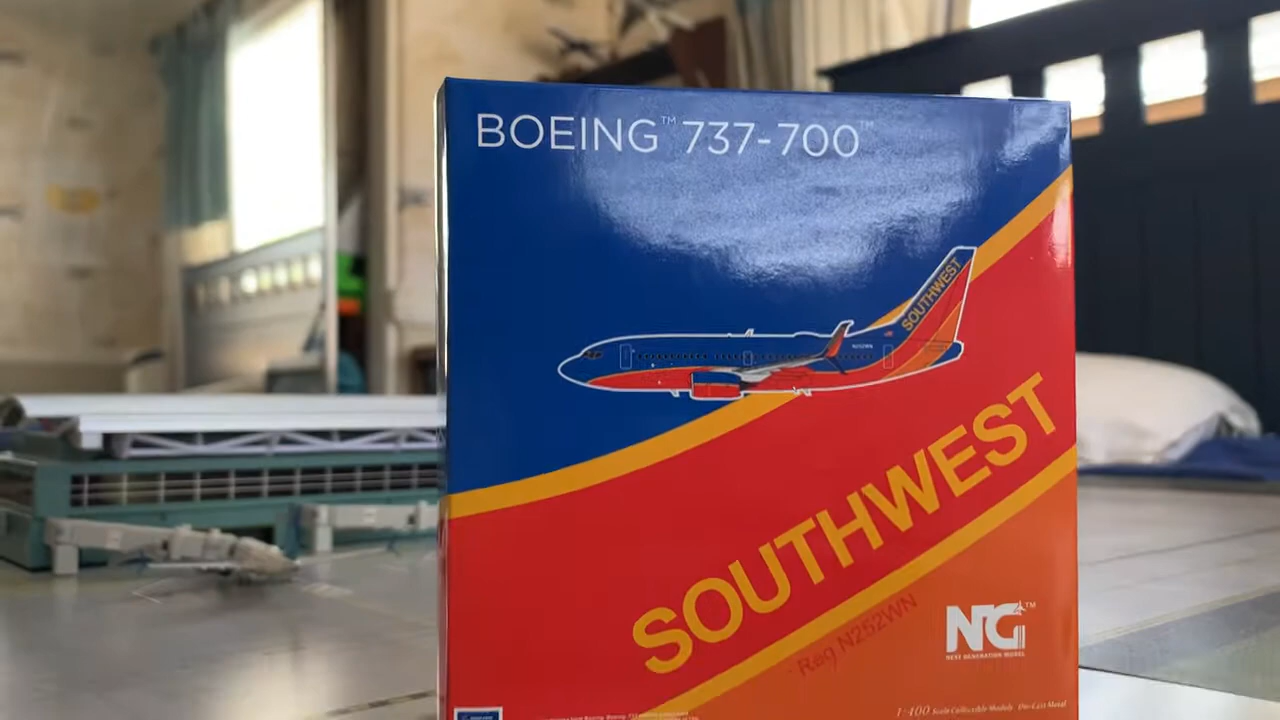 BOEING™ 737-700™
SOUTHWEST
N252WN
SOUTHWEST
Reg N252WN
NG™
NEXT GENERATION MODEL
1:400 Scale Collectible Models Die-Cast Metal